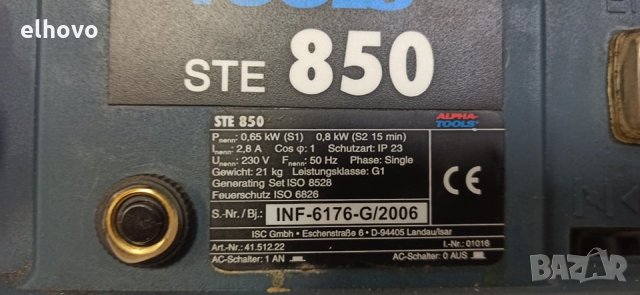 elhovo
TOOLS
STE 850
STE 850
ALPHA-
TOOLS
Pnenn: 0,65 kW (S1) 0,8 kW (S2 15 min)
Inenn: 2,8 A Cos φ: 1 Schutzart: IP 23
Unenn: 230 V Fnenn: 50 Hz Phase: Single
Gewicht: 21 kg Leistungsklasse: G1
Generating Set ISO 8528
Feuerschutz ISO 6826
CE
S.-Nr./ Bj.: INF-6176-G/2006
ISC GmbH • Eschenstraße 6 • D-94405 Landau/Isar
Art.-Nr.: 41.512.22 I.-Nr.: 01016
AC-Schalter: 1 AN AC-Schalter: 0 AUS
BAZAR
bg